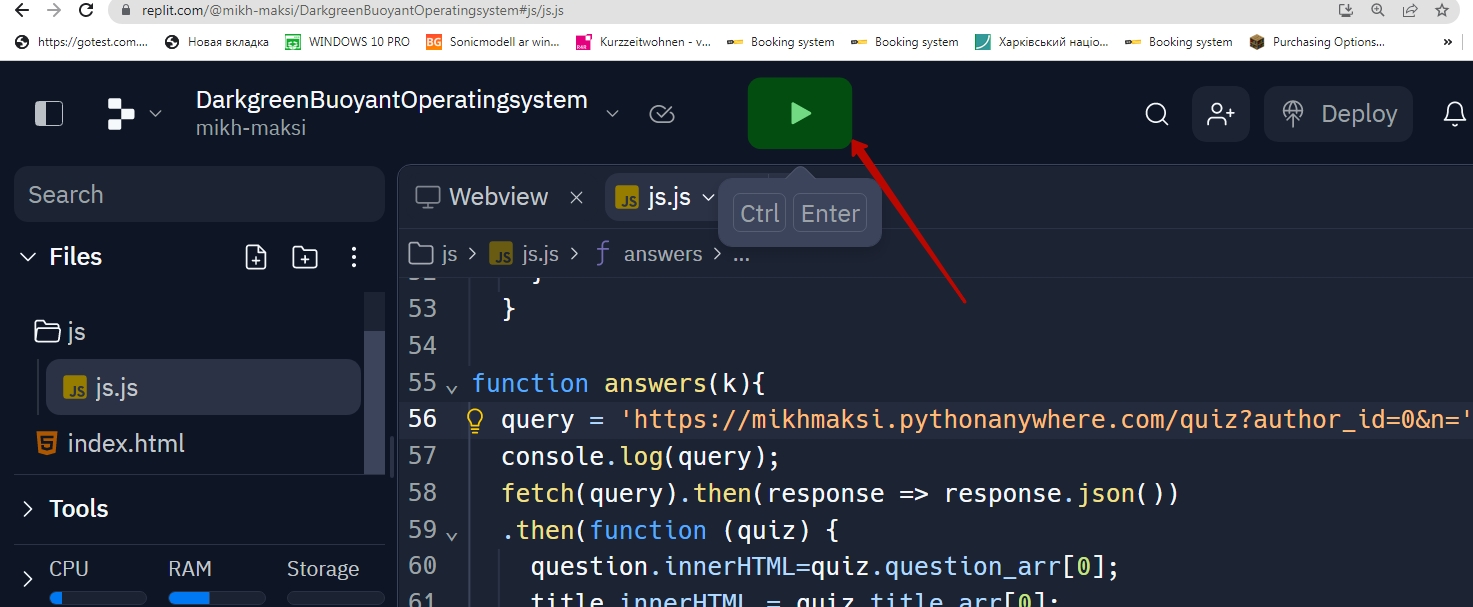 replit.com/@mikh-maksi/DarkgreenBuoyantOperatingsystem#js/js.js
https://gotest.com.... Новая вкладка WINDOWS 10 PRO BG Sonicmodell ar win... Kurzzeitwohnen - v... Booking system Booking system Харківський націо... Booking system Purchasing Options... »
DarkgreenBuoyantOperatingsystem
mikh-maksi
Deploy
Search
Webview × JS js.js
Ctrl Enter
Files
js > JS js.js > ƒ answers > ...
53 }
js
54
JS js.js
55 function answers(k){
56 query = 'https://mikhmaksi.pythonanywhere.com/quiz?author_id=0&n='
index.html
57 console.log(query);
58 fetch(query).then(response => response.json())
Tools
59 .then(function (quiz) {
CPU RAM Storage
60 question.innerHTML=quiz.question_arr[0];
61 title.innerHTML = quiz.title_arr[0];